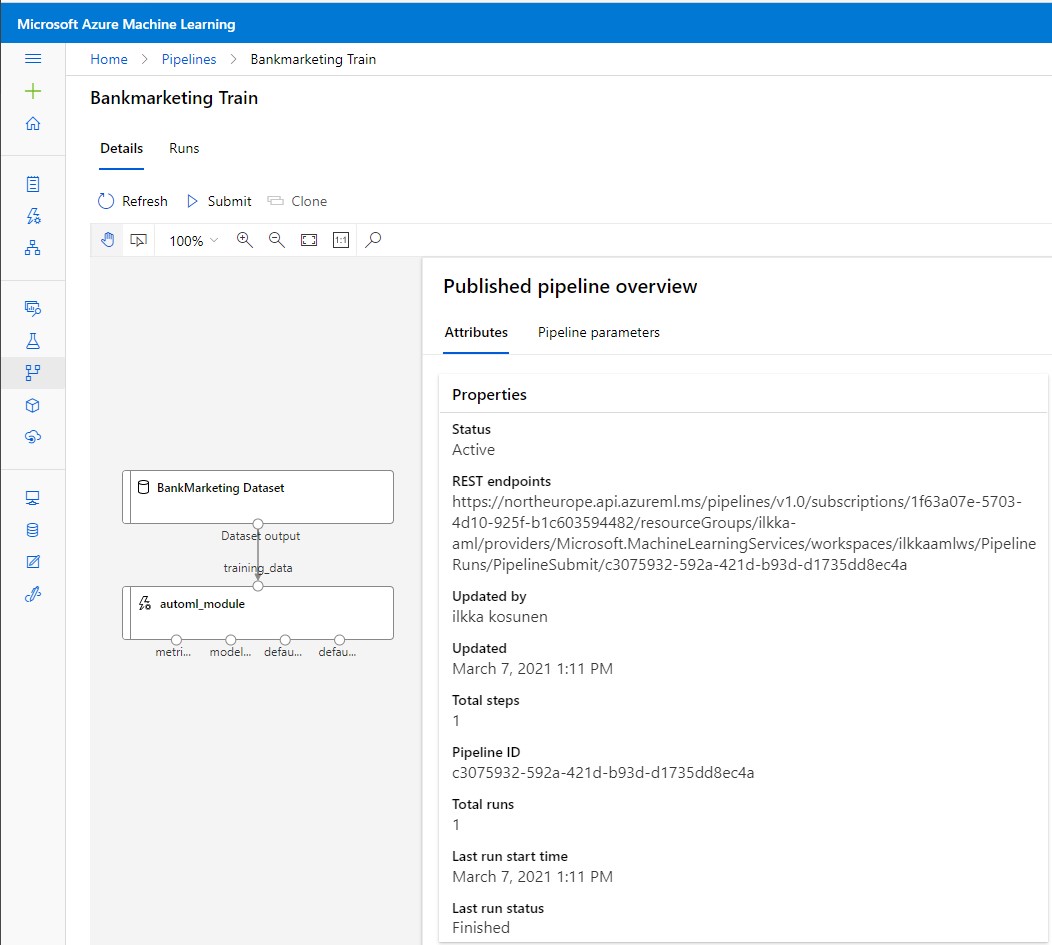 Microsoft Azure Machine Learning
Home > Pipelines > Bankmarketing Train
Bankmarketing Train
Details Runs
Refresh Submit Clone
100% 1:1
BankMarketing Dataset
Dataset output
training_data
automl_module
metri... model... defau... defau...
Published pipeline overview
Attributes Pipeline parameters
Properties
Status
Active
REST endpoints
https://northeurope.api.azureml.ms/pipelines/v1.0/subscriptions/1f63a07e-5703-
4d10-925f-b1c603594482/resourceGroups/ilkka-
aml/providers/Microsoft.MachineLearningServices/workspaces/ilkkaamlws/Pipeline
Runs/PipelineSubmit/c3075932-592a-421d-b93d-d1735dd8ec4a
Updated by
ilkka kosunen
Updated
March 7, 2021 1:11 PM
Total steps
1
Pipeline ID
c3075932-592a-421d-b93d-d1735dd8ec4a
Total runs
1
Last run start time
March 7, 2021 1:11 PM
Last run status
Finished